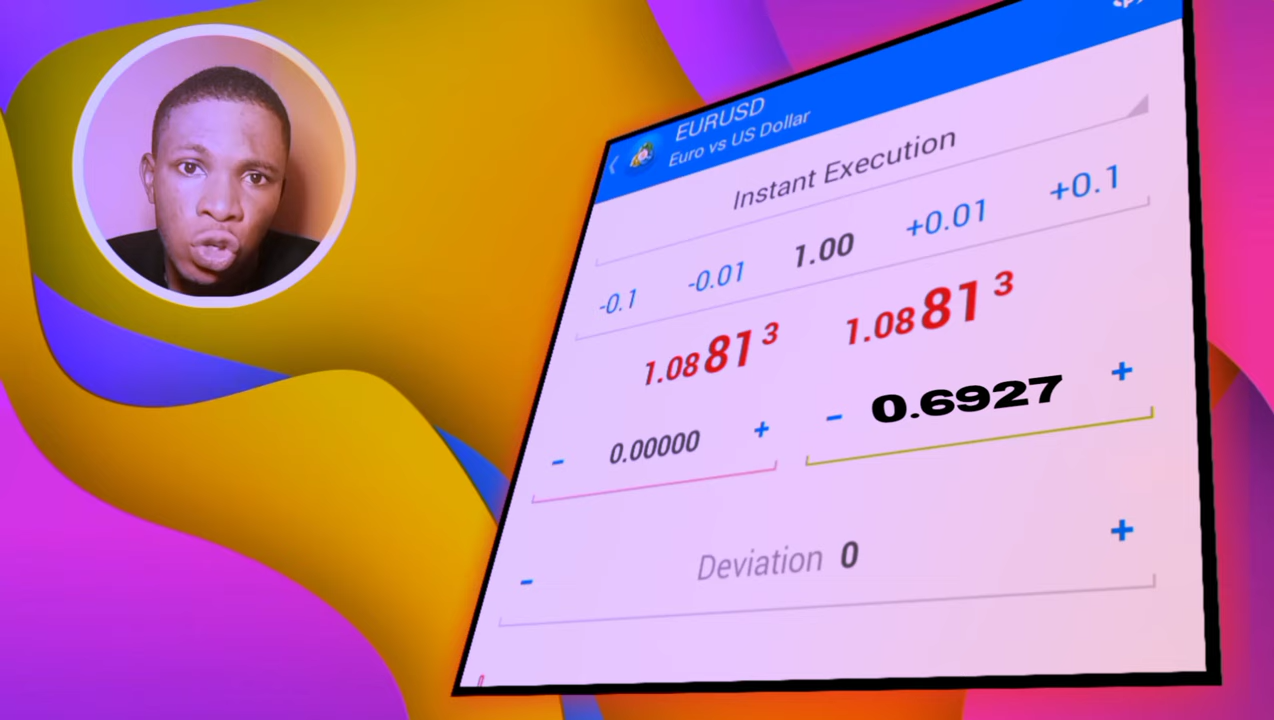 EURUSD
Euro vs US Dollar
Instant Execution
-0.1 -0.01 1.00 +0.01 +0.1
1.08813 1.08813
- 0.00000 + - 0.6927 +
- Deviation 0 +